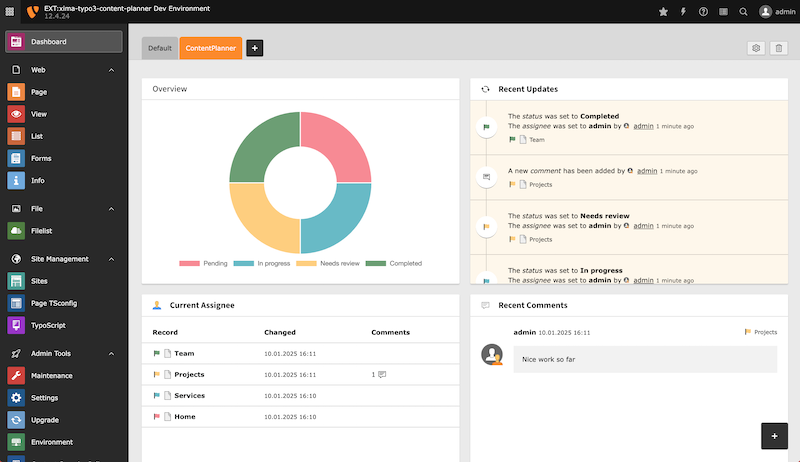 EXT:xima-typo3-content-planner Dev Environment
12.4.24
admin
Dashboard
Web
Page
View
List
Forms
Info
File
Filelist
Site Management
Sites
Page TSconfig
TypoScript
Admin Tools
Maintenance
Settings
Upgrade
Environment
Default
ContentPlanner
+
Overview
Pending
In progress
Needs review
Completed
Recent Updates
The status was set to Completed
The assignee was set to admin by admin 1 minute ago
Team
A new comment has been added by admin 1 minute ago
Projects
The status was set to Needs review
The assignee was set to admin by admin 1 minute ago
Projects
The status was set to In progress
The assignee was set to admin by admin 1 minute ago
Current Assignee
Record Changed Comments
Team 10.01.2025 16:11
Projects 10.01.2025 16:11 1
Services 10.01.2025 16:10
Home 10.01.2025 16:10
Recent Comments
admin 10.01.2025 16:11 Projects
Nice work so far
+